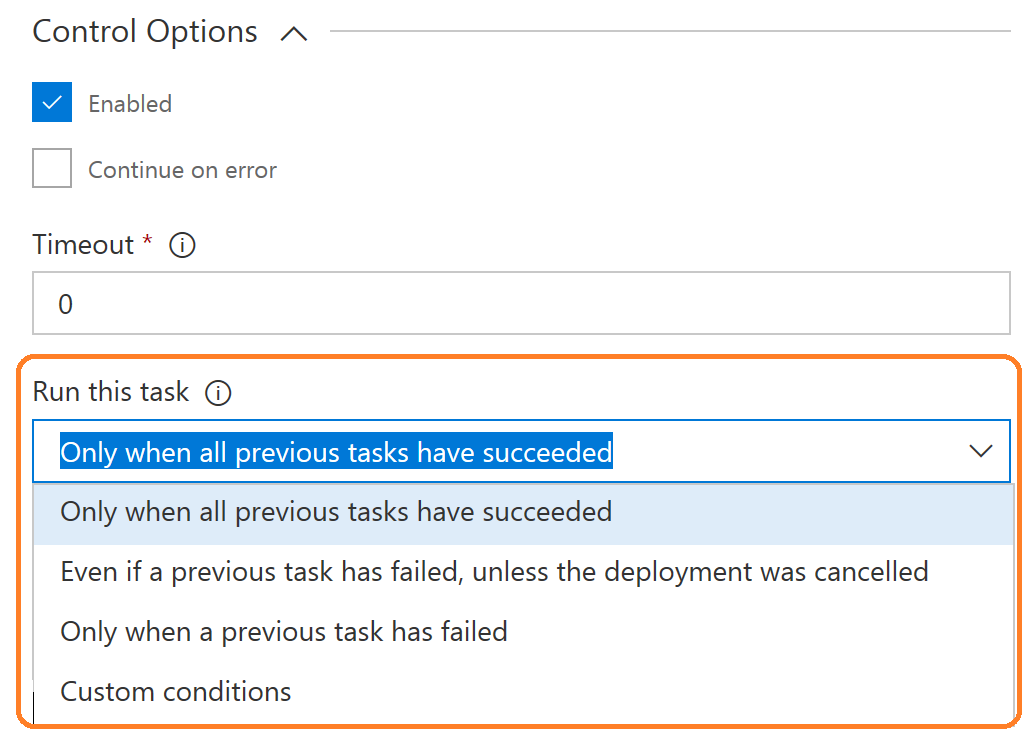 Control Options
Enabled
Continue on error
Timeout *
0
Run this task
Only when all previous tasks have succeeded
Only when all previous tasks have succeeded
Even if a previous task has failed, unless the deployment was cancelled
Only when a previous task has failed
Custom conditions